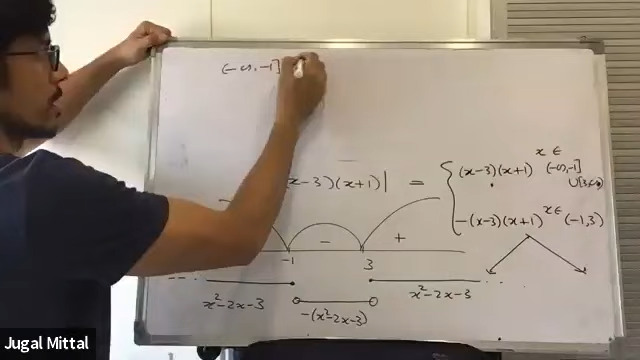 (-∞, -1]
x-3)(x+1)| = { (x-3)(x+1) x ∈ (-∞,-1] ∪[3,∞)
-(x-3)(x+1) x ∈ (-1,3)
- +
-1 3
x²-2x-3 -(x²-2x-3) x²-2x-3
Jugal Mittal